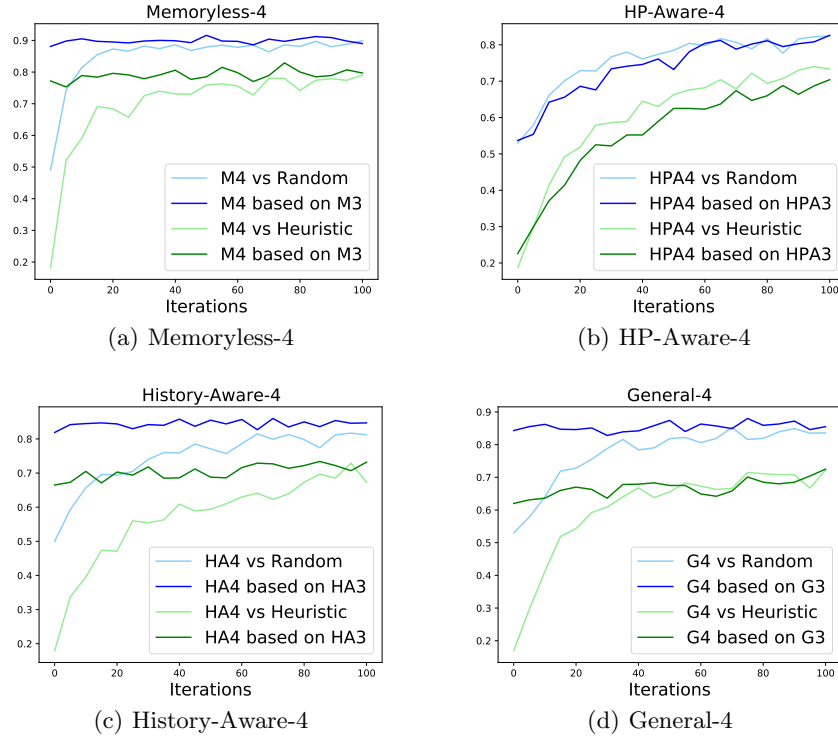 Memoryless-4
0.9
0.8
0.7
0.6
0.5
0.4
0.3
0.2
M4 vs Random
M4 based on M3
M4 vs Heuristic
M4 based on M3
0 20 40 60 80 100
Iterations
(a) Memoryless-4
HP-Aware-4
0.8
0.7
0.6
0.5
0.4
0.3
0.2
HPA4 vs Random
HPA4 based on HPA3
HPA4 vs Heuristic
HPA4 based on HPA3
0 20 40 60 80 100
Iterations
(b) HP-Aware-4
History-Aware-4
0.8
0.7
0.6
0.5
0.4
0.3
0.2
HA4 vs Random
HA4 based on HA3
HA4 vs Heuristic
HA4 based on HA3
0 20 40 60 80 100
Iterations
(c) History-Aware-4
General-4
0.9
0.8
0.7
0.6
0.5
0.4
0.3
0.2
G4 vs Random
G4 based on G3
G4 vs Heuristic
G4 based on G3
0 20 40 60 80 100
Iterations
(d) General-4